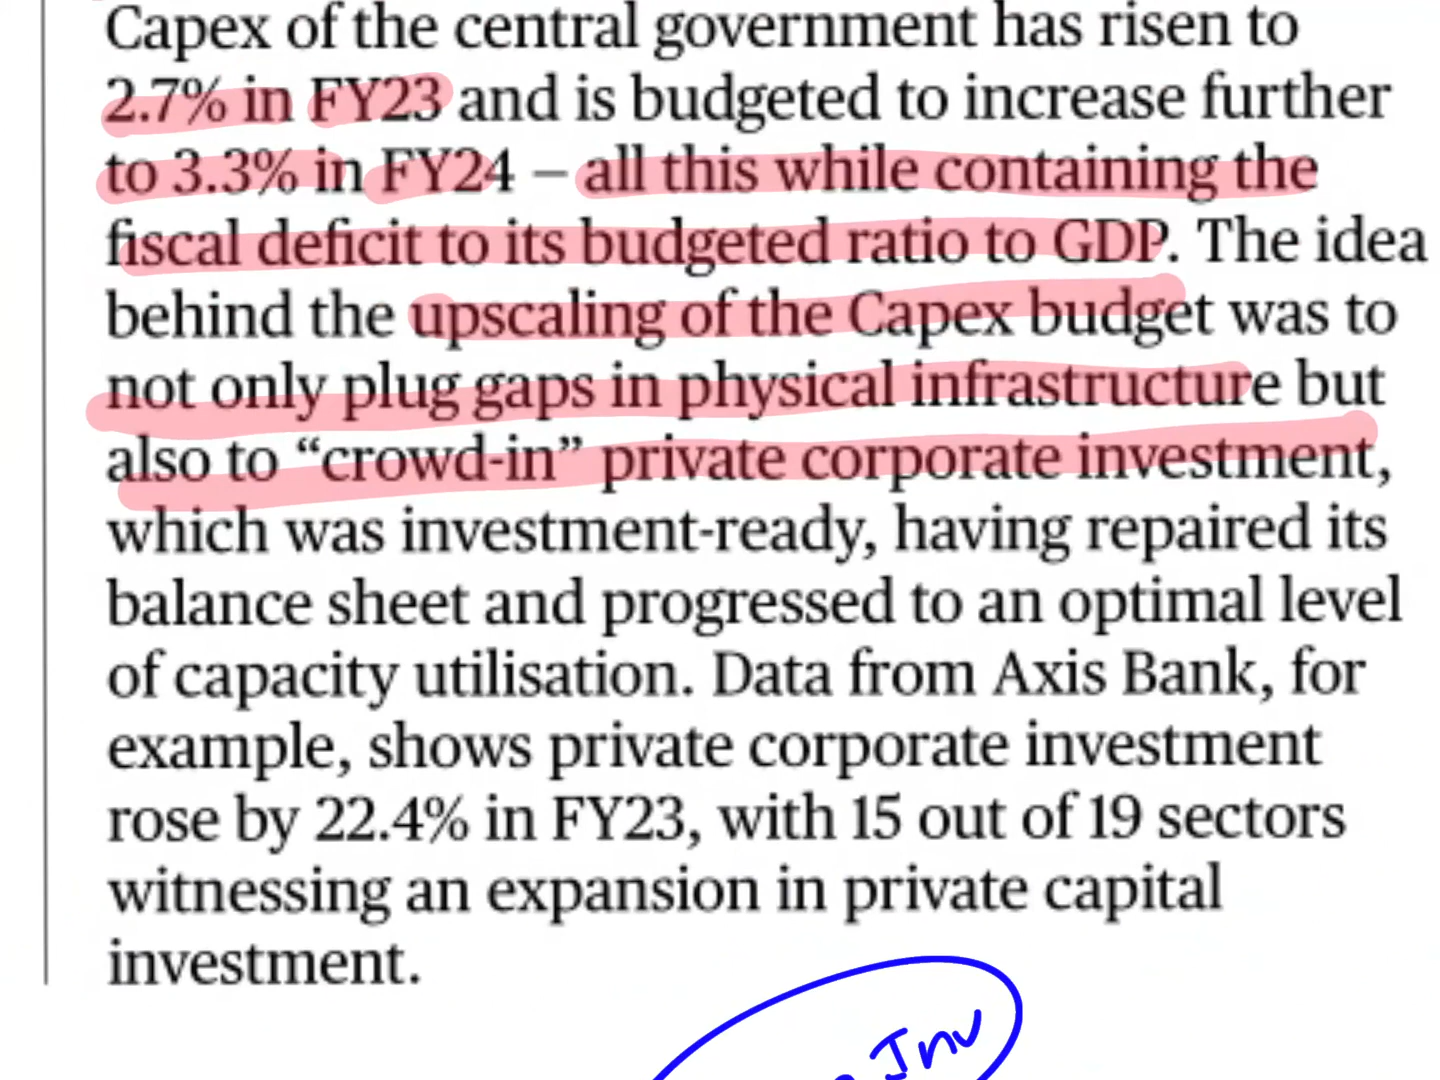 Capex of the central government has risen to
2.7% in FY23 and is budgeted to increase further
to 3.3% in FY24 – all this while containing the
fiscal deficit to its budgeted ratio to GDP. The idea
behind the upscaling of the Capex budget was to
not only plug gaps in physical infrastructure but
also to “crowd-in” private corporate investment,
which was investment-ready, having repaired its
balance sheet and progressed to an optimal level
of capacity utilisation. Data from Axis Bank, for
example, shows private corporate investment
rose by 22.4% in FY23, with 15 out of 19 sectors
witnessing an expansion in private capital
investment.
Inv